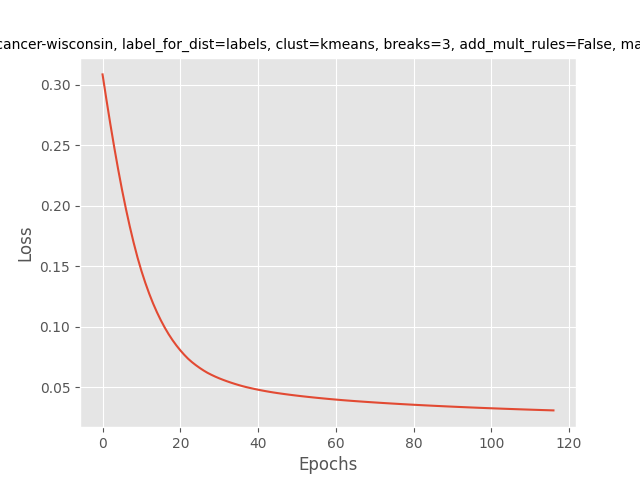 cancer-wisconsin, label_for_dist=labels, clust=kmeans, breaks=3, add_mult_rules=False, ma
0.30
0.25
0.20
0.15
0.10
0.05
Loss
0 20 40 60 80 100 120
Epochs